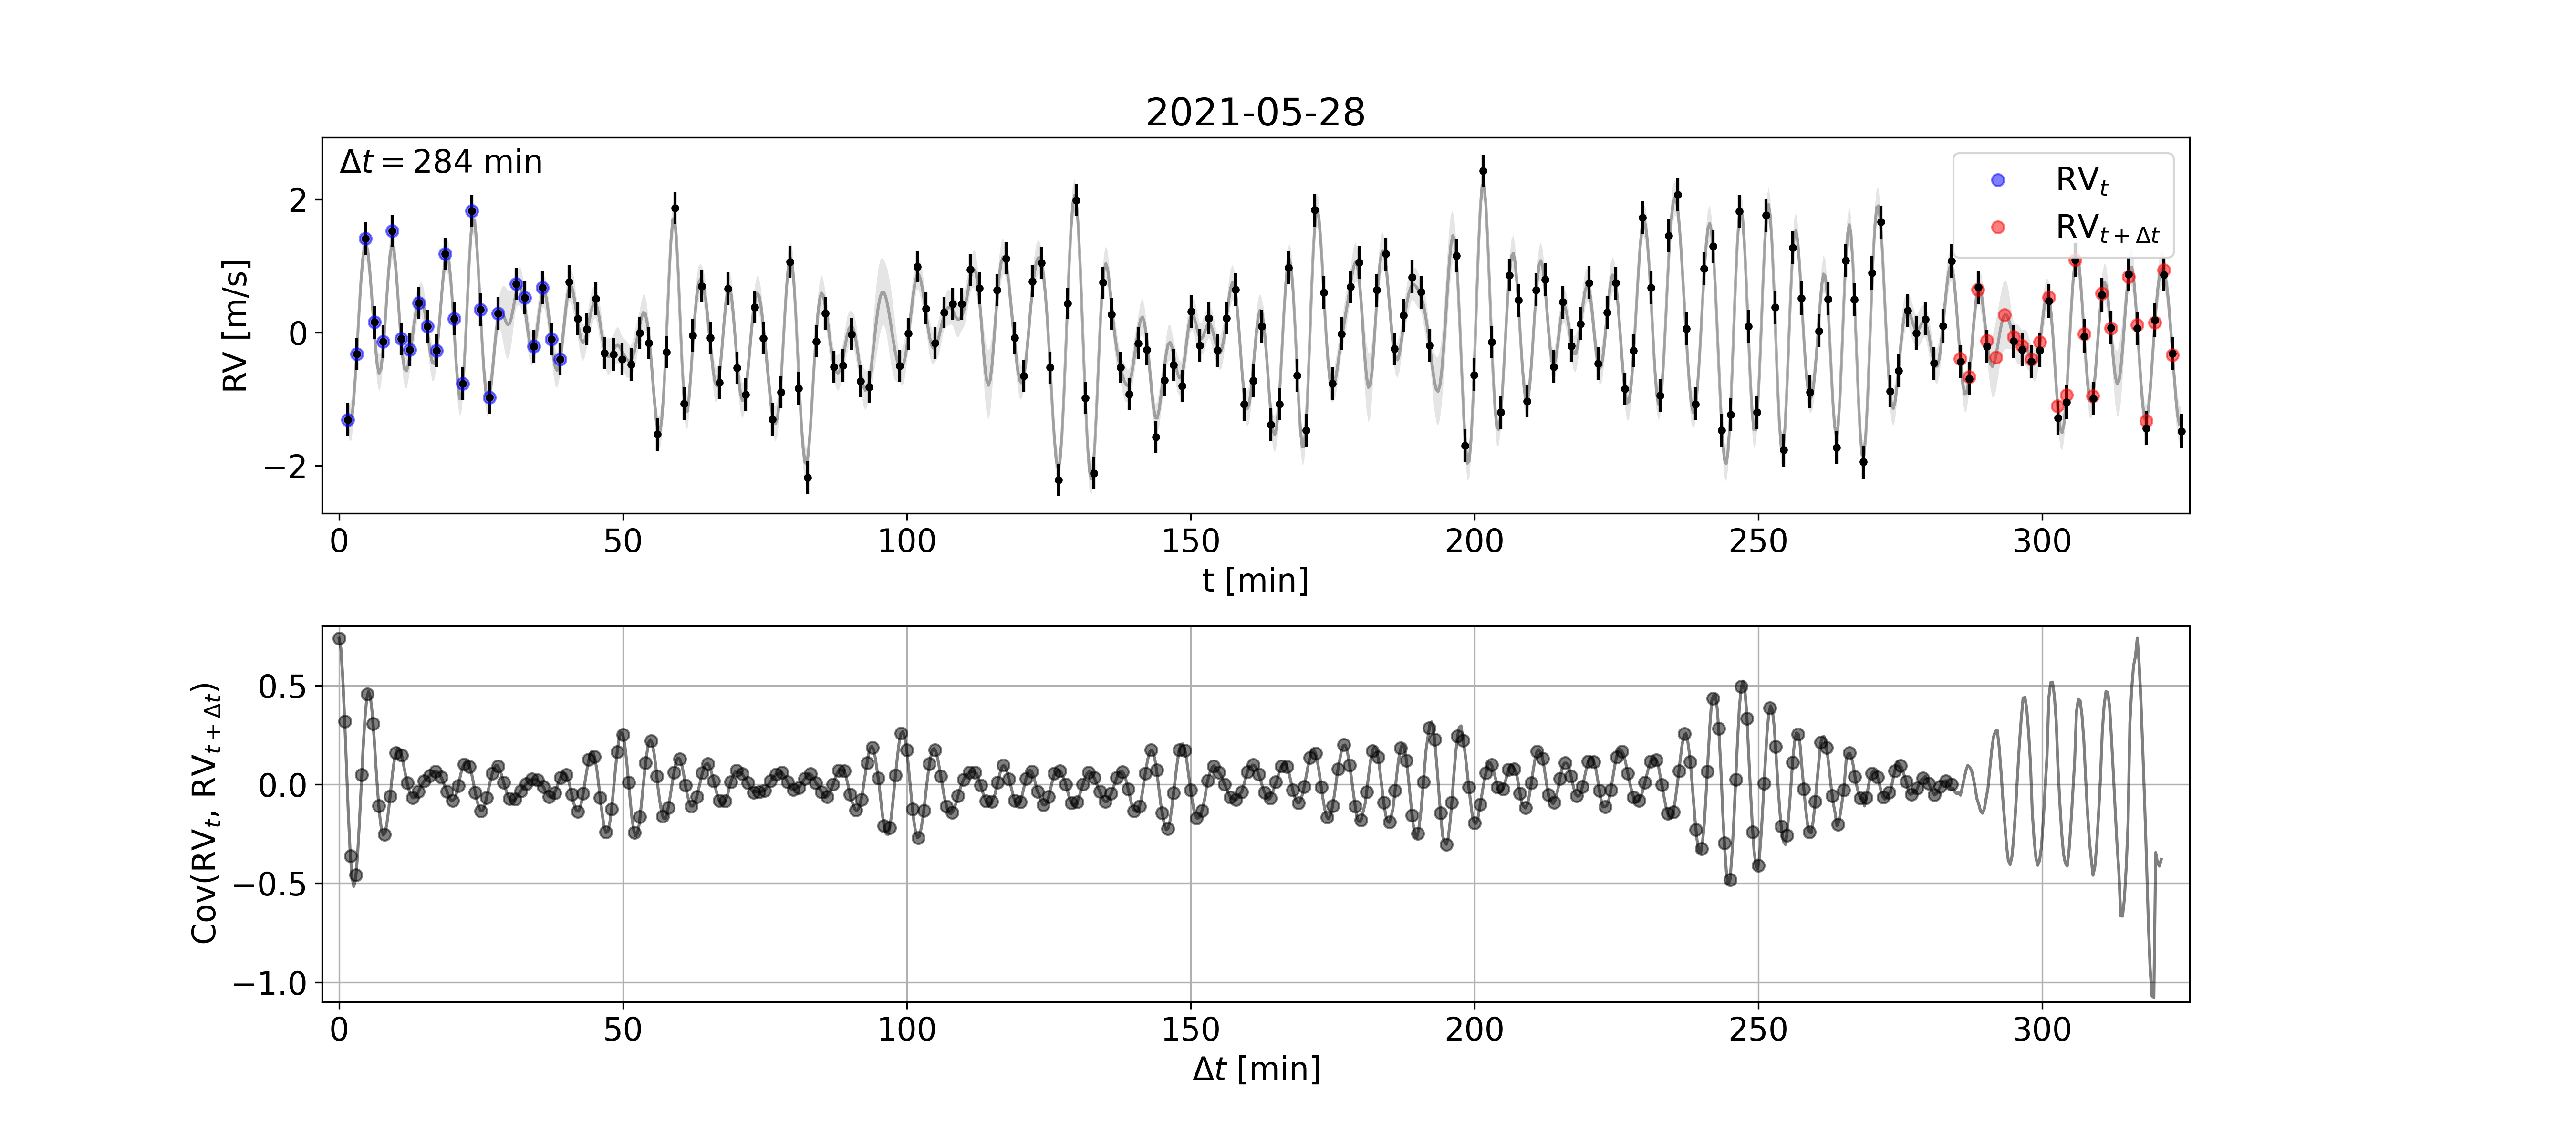 2021-05-28
Δt = 284 min
RV_t
RV_{t+Δt}
2
0
−2
RV [m/s]
0 50 100 150 200 250 300
t [min]
0.5
0.0
−0.5
−1.0
Cov(RV_t, RV_{t+Δt})
0 50 100 150 200 250 300
Δt [min]